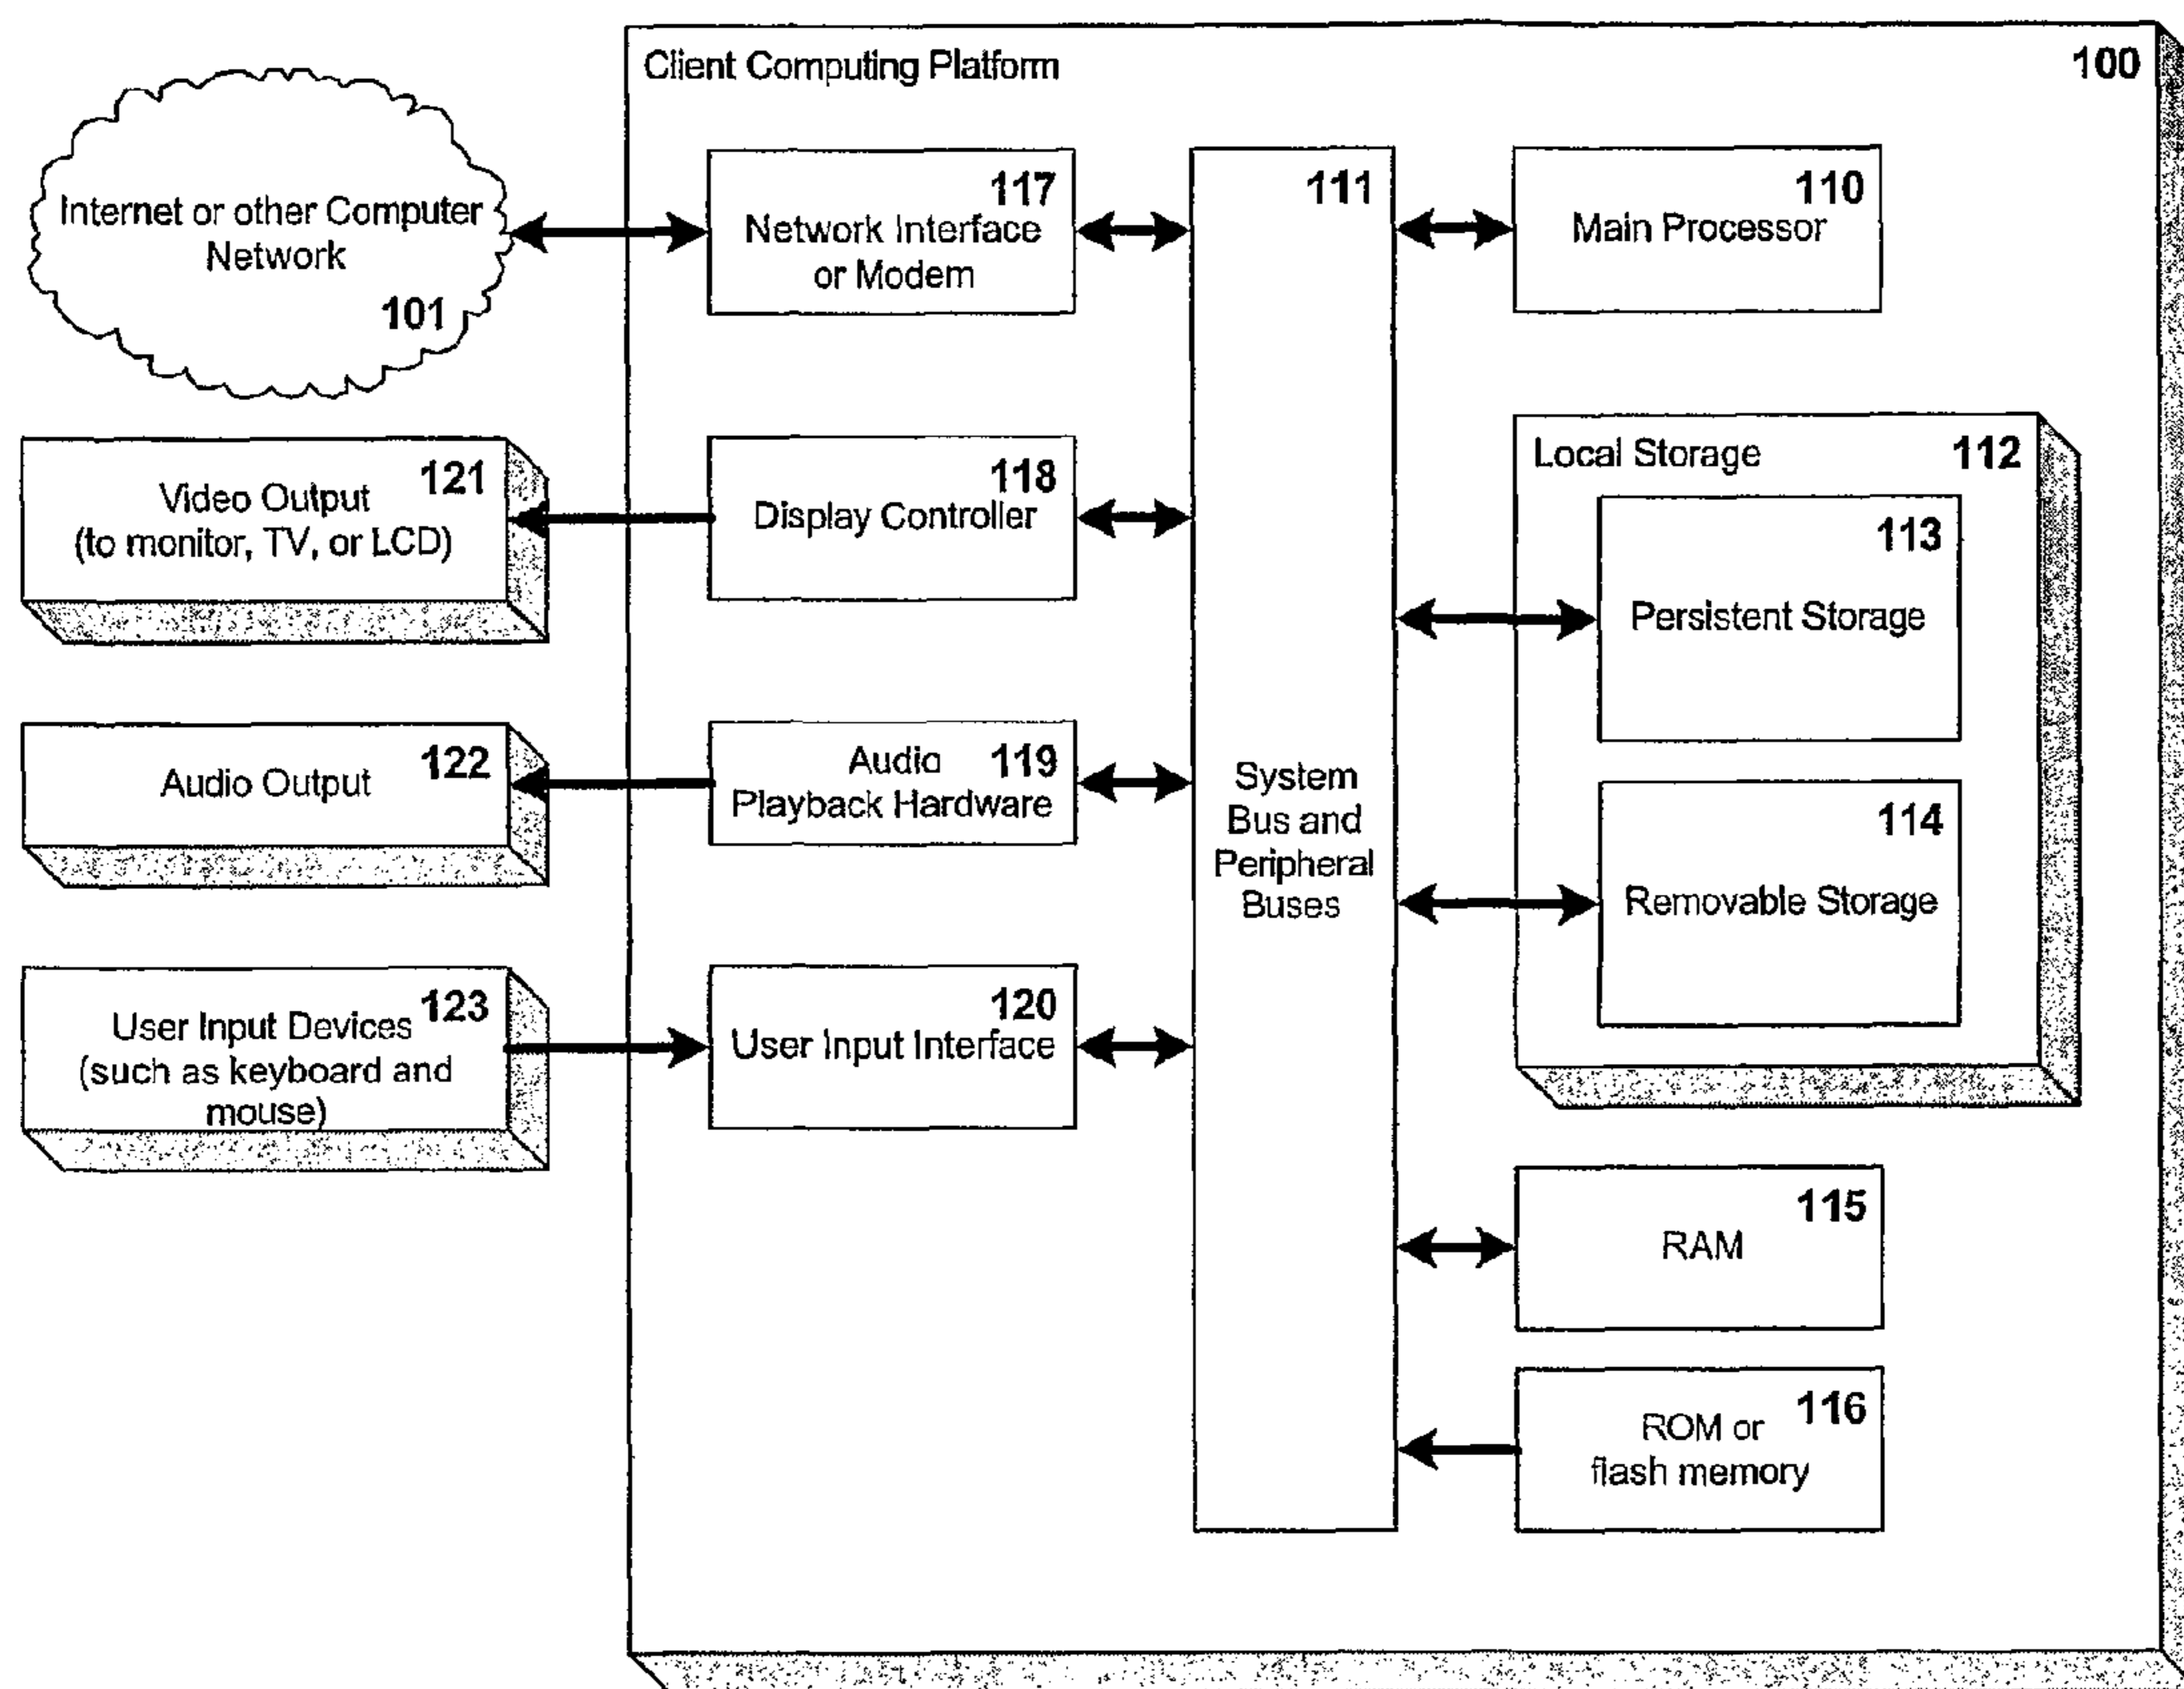 Client Computing Platform
100
Internet or other Computer
Network
101
117
Network Interface
or Modem
111
System
Bus and
Peripheral
Buses
110
Main Processor
121
Video Output
(to monitor, TV, or LCD)
118
Display Controller
Local Storage
112
113
Persistent Storage
114
Removable Storage
122
Audio Output
Audio 119
Playback Hardware
123
User Input Devices
(such as keyboard and
mouse)
120
User Input Interface
115
RAM
116
ROM or
flash memory